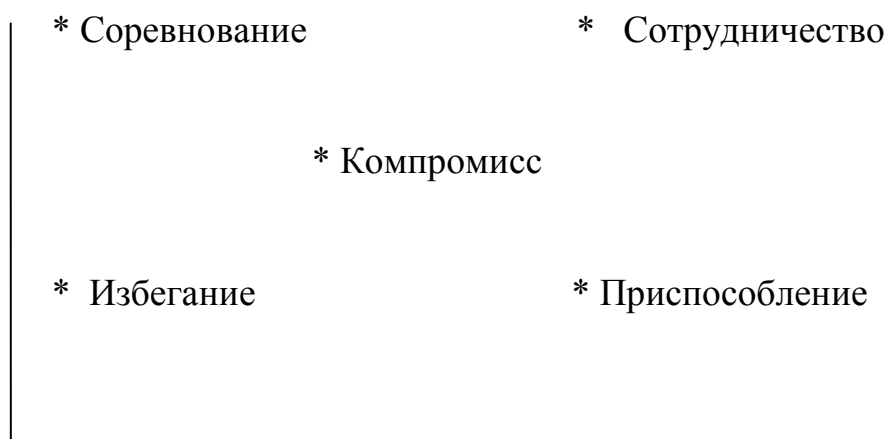 * Соревнование * Сотрудничество
* Компромисс
* Избегание * Приспособление